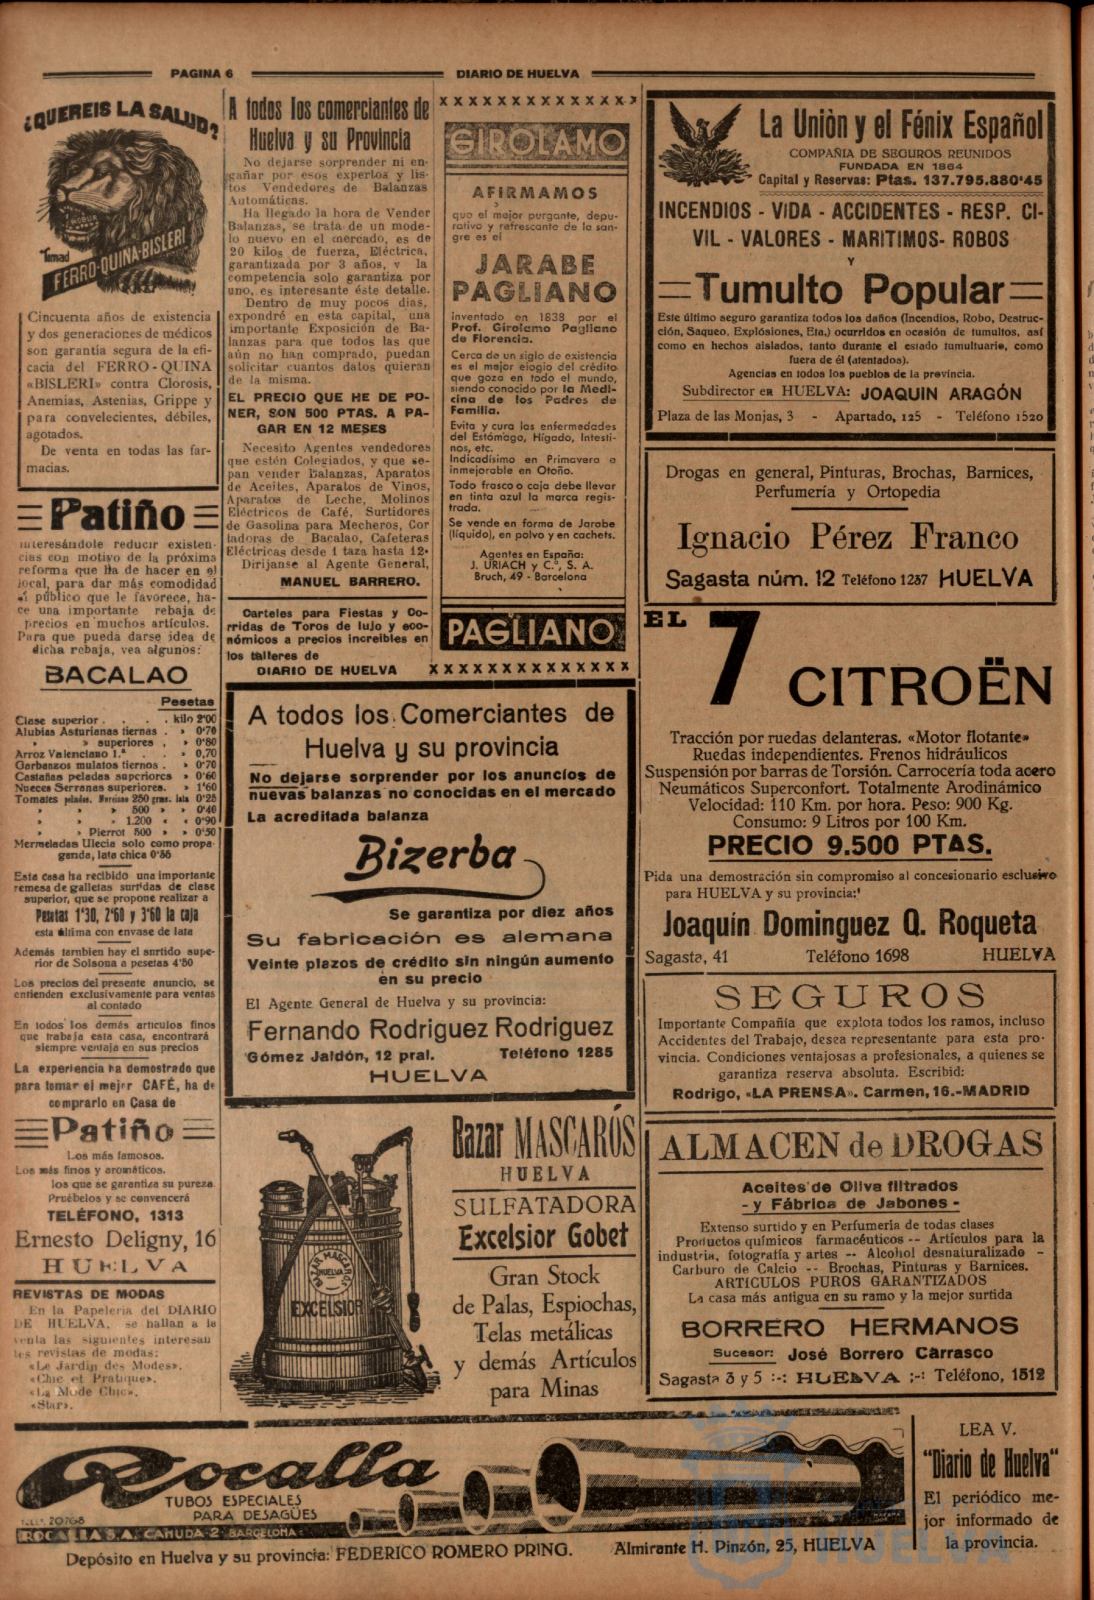 PAGINA 6
DIARIO DE HUELVA
¿QUEREIS LA SALUD?
Tomad
FERRO-QUINA-BISLERI
Cincuenta años de existencia
y dos generaciones de médicos
son garantía segura de la efi-
cacia del FERRO-QUINA
«BISLERI» contra Clorosis,
Anemias, Astenias, Grippe y
para convelecientes, débiles,
agotados.
De venta en todas las far-
macias.
Patiño
interesándole reducir existen-
cias con motivo de la próxima
reforma que ha de hacer en el
local, para dar más comodidad
al público que le favorece, ha-
ce una importante rebaja de
precios en muchos artículos.
Para que pueda darse idea de
dicha rebaja, vea algunos:
BACALAO
Pesetas
Clase superior . . . . kilo 2'00
Alubias Asturianas tiernas . » 0'70
» » superiores , » 0'80
Arroz Valenciano 1.ª . . » 0,70
Garbanzos mulatos tiernos . » 0'70
Castañas peladas superiores » 0'60
Nueces Serranas superiores. » 1'60
Tomates pelados. Narciso 250 grms. lata 0'25
» » 500 » » 0'40
» » 1.200 « « 0'90
» » Pierrot 500 » » 0'50
Mermeladas Ulecia solo como propa-
ganda, lata chica 0'55
Esta casa ha recibido una importante
remesa de galletas surtidas de clase
superior, que se propone realizar a
Pesetas 1'30, 2'60 y 3'60 la caja
esta última con envase de lata
Además tambien hay el surtido supe-
rior de Solsona a pesetas 4'50
Los precios del presente anuncio, se
entienden exclusivamente para ventas
al contado
En todos los demás articulos finos
que trabaja esta casa, encontrará
siempre ventaja en sus precios
La experiencia ha demostrado que
para tomar el mejor CAFÉ, ha de
comprarlo en Casa de
Patiño
Los más famosos.
Los más finos y aromáticos.
los que se garantiza su pureza
Pruébelos y se convencerá
TELÉFONO, 1313
Ernesto Deligny, 16
HUELVA
REVISTAS DE MODAS
En la Papelería del DIARIO
DE HUELVA, se hallan a la
venta las siguientes interesan
tes revistas de modas:
«Le Jardin des Modes».
«Chic et Pratique».
«La Mode Chic».
«Star».
A todos los comerciantes de
Huelva y su Provincia
No dejarse sorprender ni en-
gañar por esos expertos y lis-
tos Vendedores de Balanzas
Automáticas.
Ha llegado la hora de Vender
Balanzas, se trata de un mode-
lo nuevo en el mercado, es de
20 kilos de fuerza, Eléctrica,
garantizada por 3 años, y la
competencia solo garantiza por
uno, es interesante éste detalle.
Dentro de muy pocos dias,
expondré en esta capital, una
importante Exposición de Ba-
lanzas para que todos las que
aún no han comprado, puedan
solicitar cuantos datos quieran
de la misma.
EL PRECIO QUE HE DE PO-
NER, SON 500 PTAS. A PA-
GAR EN 12 MESES
Necesito Agentes vendedores
que estén Colegiados, y que se-
pan vender Balanzas, Aparatos
de Aceites, Aparatos de Vinos,
Aparatos de Leche, Molinos
Eléctricos de Café, Surtidores
de Gasolina para Mecheros, Cor
tadoras de Bacalao, Cafeteras
Eléctricas desde 1 taza hasta 12.
Dirijanse al Agente General,
MANUEL BARRERO.
Carteles para Fiestas y Co-
rridas de Toros de lujo y eco-
nómicos a precios increibles en
los talleres de
DIARIO DE HUELVA
XXXXXXXXXXXXX
GIROLAMO
AFIRMAMOS
que el mejor purgante, depu-
rativo y refrescante de la san-
gre es el
JARABE
PAGLIANO
inventado en 1838 por el
Prof. Girolamo Pagliano
de Florencia.
Cerca de un siglo de existencia
es el mejor elogio del crédito
que goza en todo el mundo,
siendo conocido por la Medi-
cina de los Padres de
Familia.
Evita y cura las enfermedades
del Estómago, Hígado, Intesti-
nos, etc.
Indicadísimo en Primavera e
inmejorable en Otoño.
Todo frasco o caja debe llevar
en tinta azul la marca regis-
trada.
Se vende en forma de Jarobe
(líquido), en polvo y en cachets.
Agentes en España:
J. URIACH y C.ª, S. A.
Bruch, 49 - Barcelona
PAGLIANO
XXXXXXXXXXXXX
A todos los Comerciantes de
Huelva y su provincia
No dejarse sorprender por los anuncios de
nuevas balanzas no conocidas en el mercado
La acreditada balanza
Bizerba
Se garantiza por diez años
Su fabricación es alemana
Veinte plazos de crédito sin ningún aumento
en su precio
El Agente General de Huelva y su provincia:
Fernando Rodriguez Rodriguez
Gómez Jaldón, 12 pral. Teléfono 1285
HUELVA
BAZAR MASCARÓS
HUELVA
EXCELSIOR
Bazar MASCARÓS
HUELVA
SULFATADORA
Excelsior Gobet
Gran Stock
de Palas, Espiochas,
Telas metálicas
y demás Artículos
para Minas
La Unión y el Fénix Español
COMPAÑIA DE SEGUROS REUNIDOS
FUNDADA EN 1864
Capital y Reservas: Ptas. 137.795.880'45
INCENDIOS - VIDA - ACCIDENTES - RESP. CI-
VIL - VALORES - MARITIMOS- ROBOS
Y
Tumulto Popular
Este último seguro garantiza todos los daños (Incendios, Robo, Destruc-
ción, Saqueo, Explósiones, Eta.) ocurridos en ocasión de tumultos, así
como en hechos aislados, tanto durante el estado tumultuario, como
fuera de él (atentados).
Agencias en todos los pueblos de la provincia.
Subdirector en HUELVA: JOAQUIN ARAGÓN
Plaza de las Monjas, 3 - Apartado, 125 - Teléfono 1520
Drogas en general, Pinturas, Brochas, Barnices,
Perfumería y Ortopedia
Ignacio Pérez Franco
Sagasta núm. 12 Teléfono 1237 HUELVA
EL 7 CITROËN
Tracción por ruedas delanteras. «Motor flotante»
Ruedas independientes. Frenos hidráulicos
Suspensión por barras de Torsión. Carrocería toda acero
Neumáticos Superconfort. Totalmente Arodinámico
Velocidad: 110 Km. por hora. Peso: 900 Kg.
Consumo: 9 Litros por 100 Km.
PRECIO 9.500 PTAS.
Pida una demostración sin compromiso al concesionario esclusivo
para HUELVA y su provincia:
Joaquín Dominguez Q. Roqueta
Sagasta, 41 Teléfono 1698 HUELVA
SEGUROS
Importante Compañía que explota todos los ramos, incluso
Accidentes del Trabajo, desea representante para esta pro-
vincia. Condiciones ventajosas a profesionales, a quienes se
garantiza reserva absoluta. Escribid:
Rodrigo, «LA PRENSA». Carmen, 16.-MADRID
ALMACEN de DROGAS
Aceites de Oliva filtrados
- y Fábrica de Jabones -
Extenso surtido y en Perfumería de todas clases
Productos químicos farmacéuticos -- Artículos para la
industria, fotografía y artes -- Alcohol desnaturalizado -
Carburo de Calcio -- Brochas, Pinturas y Barnices.
ARTICULOS PUROS GARANTIZADOS
La casa más antigua en su ramo y la mejor surtida
BORRERO HERMANOS
Sucesor: José Borrero Carrasco
Sagasta 3 y 5 :-: HUELVA :-: Teléfono, 1512
Rocalla
TUBOS ESPECIALES
PARA DESAGÜES
20768
ROCALLA S.A. CANUDA-2- BARCELONA
Depósito en Huelva y su provincia: FEDERICO ROMERO PRING. Almirante H. Pinzón, 25, HUELVA
LEA V.
"Diario de Huelva"
El periódico me-
jor informado de
la provincia.
HUELVA